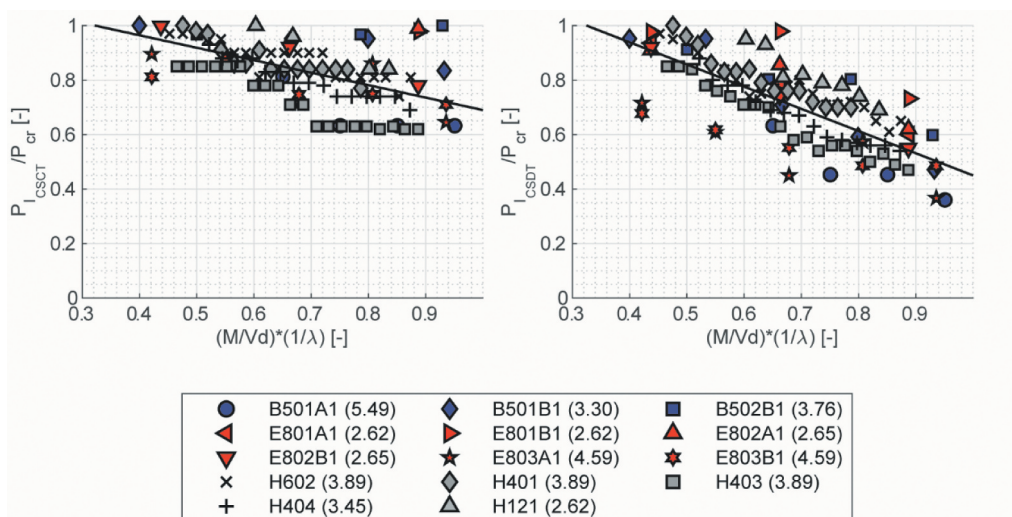 1
0.8
0.6
0.4
0.2
0
P_I_CSCT /P_cr [-]
0.3 0.4 0.5 0.6 0.7 0.8 0.9
(M/Vd)*(1/λ) [-]
1
0.8
0.6
0.4
0.2
0
P_I_CSDT /P_cr [-]
0.3 0.4 0.5 0.6 0.7 0.8 0.9
(M/Vd)*(1/λ) [-]
B501A1 (5.49) B501B1 (3.30) B502B1 (3.76)
E801A1 (2.62) E801B1 (2.62) E802A1 (2.65)
E802B1 (2.65) E803A1 (4.59) E803B1 (4.59)
H602 (3.89) H401 (3.89) H403 (3.89)
H404 (3.45) H121 (2.62)